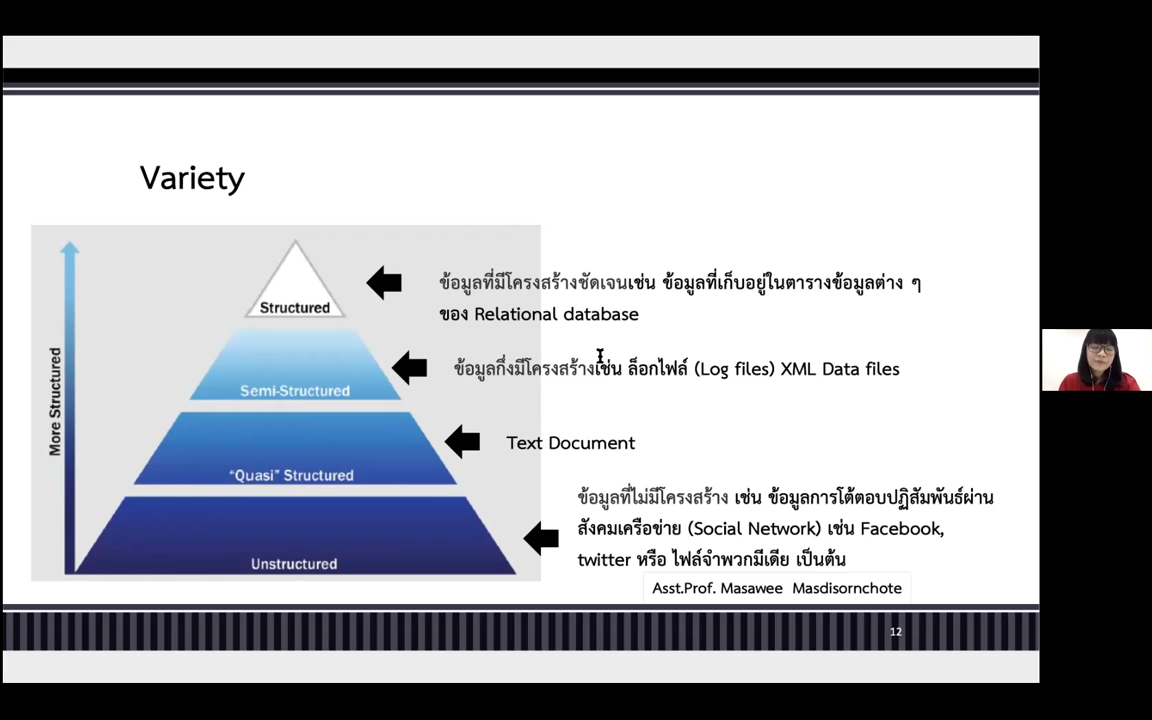 Variety
More Structured
Structured
ข้อมูลที่มีโครงสร้างชัดเจนเช่น ข้อมูลที่เก็บอยู่ในตารางข้อมูลต่าง ๆ
ของ Relational database
Semi-Structured
ข้อมูลกึ่งมีโครงสร้างเช่น ล็อกไฟล์ (Log files) XML Data files
"Quasi" Structured
Text Document
Unstructured
ข้อมูลที่ไม่มีโครงสร้าง เช่น ข้อมูลการโต้ตอบปฏิสัมพันธ์ผ่าน
สังคมเครือข่าย (Social Network) เช่น Facebook,
twitter หรือ ไฟล์จำพวกมีเดีย เป็นต้น
Asst.Prof. Masawee  Masdisornchote
12